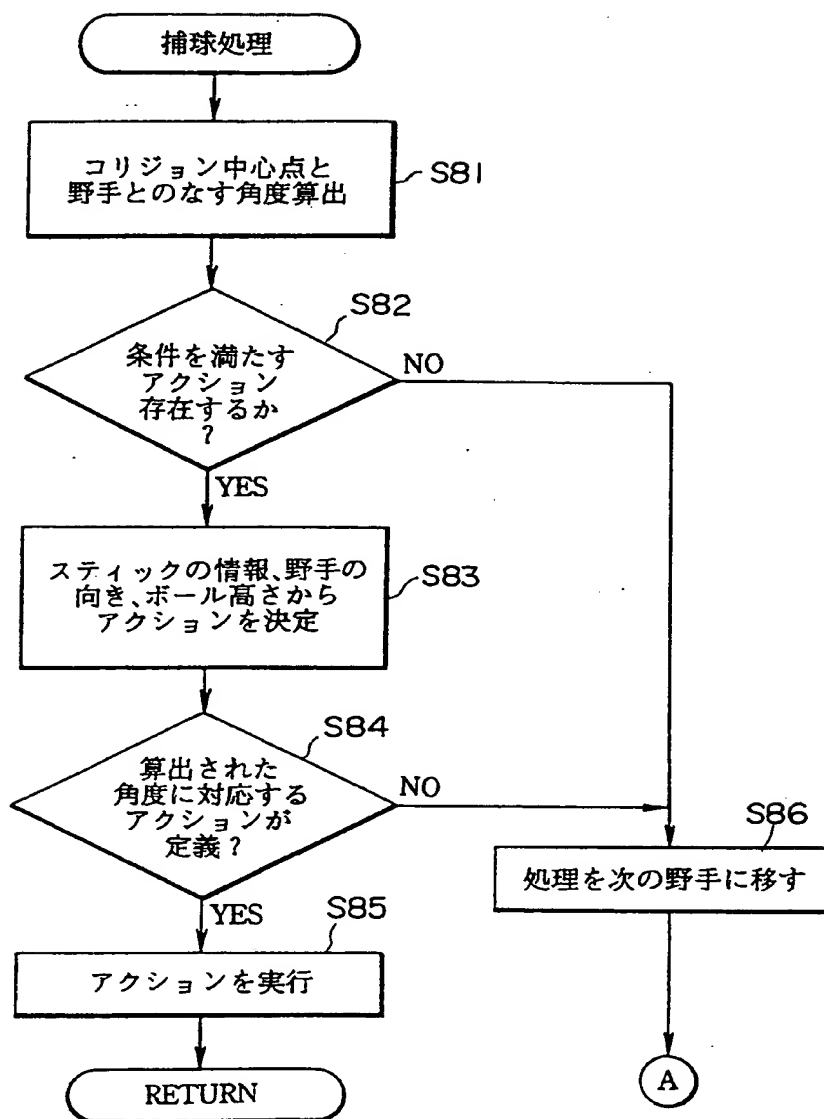 捕球処理
コリジョン中心点と
野手とのなす角度算出
S81
S82
条件を満たす
アクション
存在するか
?
NO
YES
スティックの情報、野手の
向き、ボール高さから
アクションを決定
S83
S84
算出された
角度に対応する
アクションが
定義?
NO
YES
S86
処理を次の野手に移す
S85
アクションを実行
RETURN
A